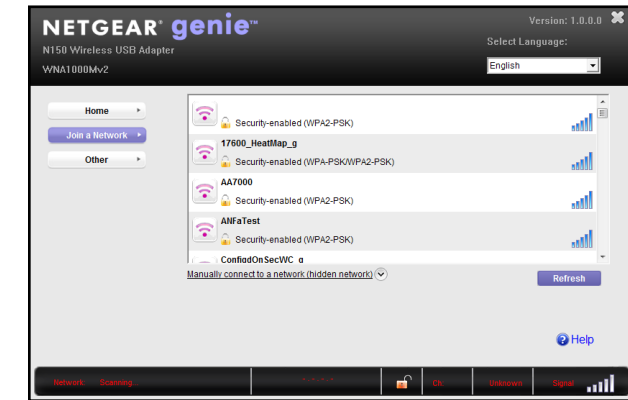 NETGEAR® genie™
Version: 1.0.0.0
N150 Wireless USB Adapter
Select Language:
WNA1000Mv2
English
Home
Join a Network
Other
Security-enabled (WPA2-PSK)
17600_HeatMap_g
Security-enabled (WPA-PSK/WPA2-PSK)
AA7000
Security-enabled (WPA2-PSK)
ANFaTest
Security-enabled (WPA2-PSK)
ConfigdOnSecWC_g
Manually connect to a network (hidden network)
Refresh
Help
Network Scanning... *.*.*.* Ch Unknown Signal